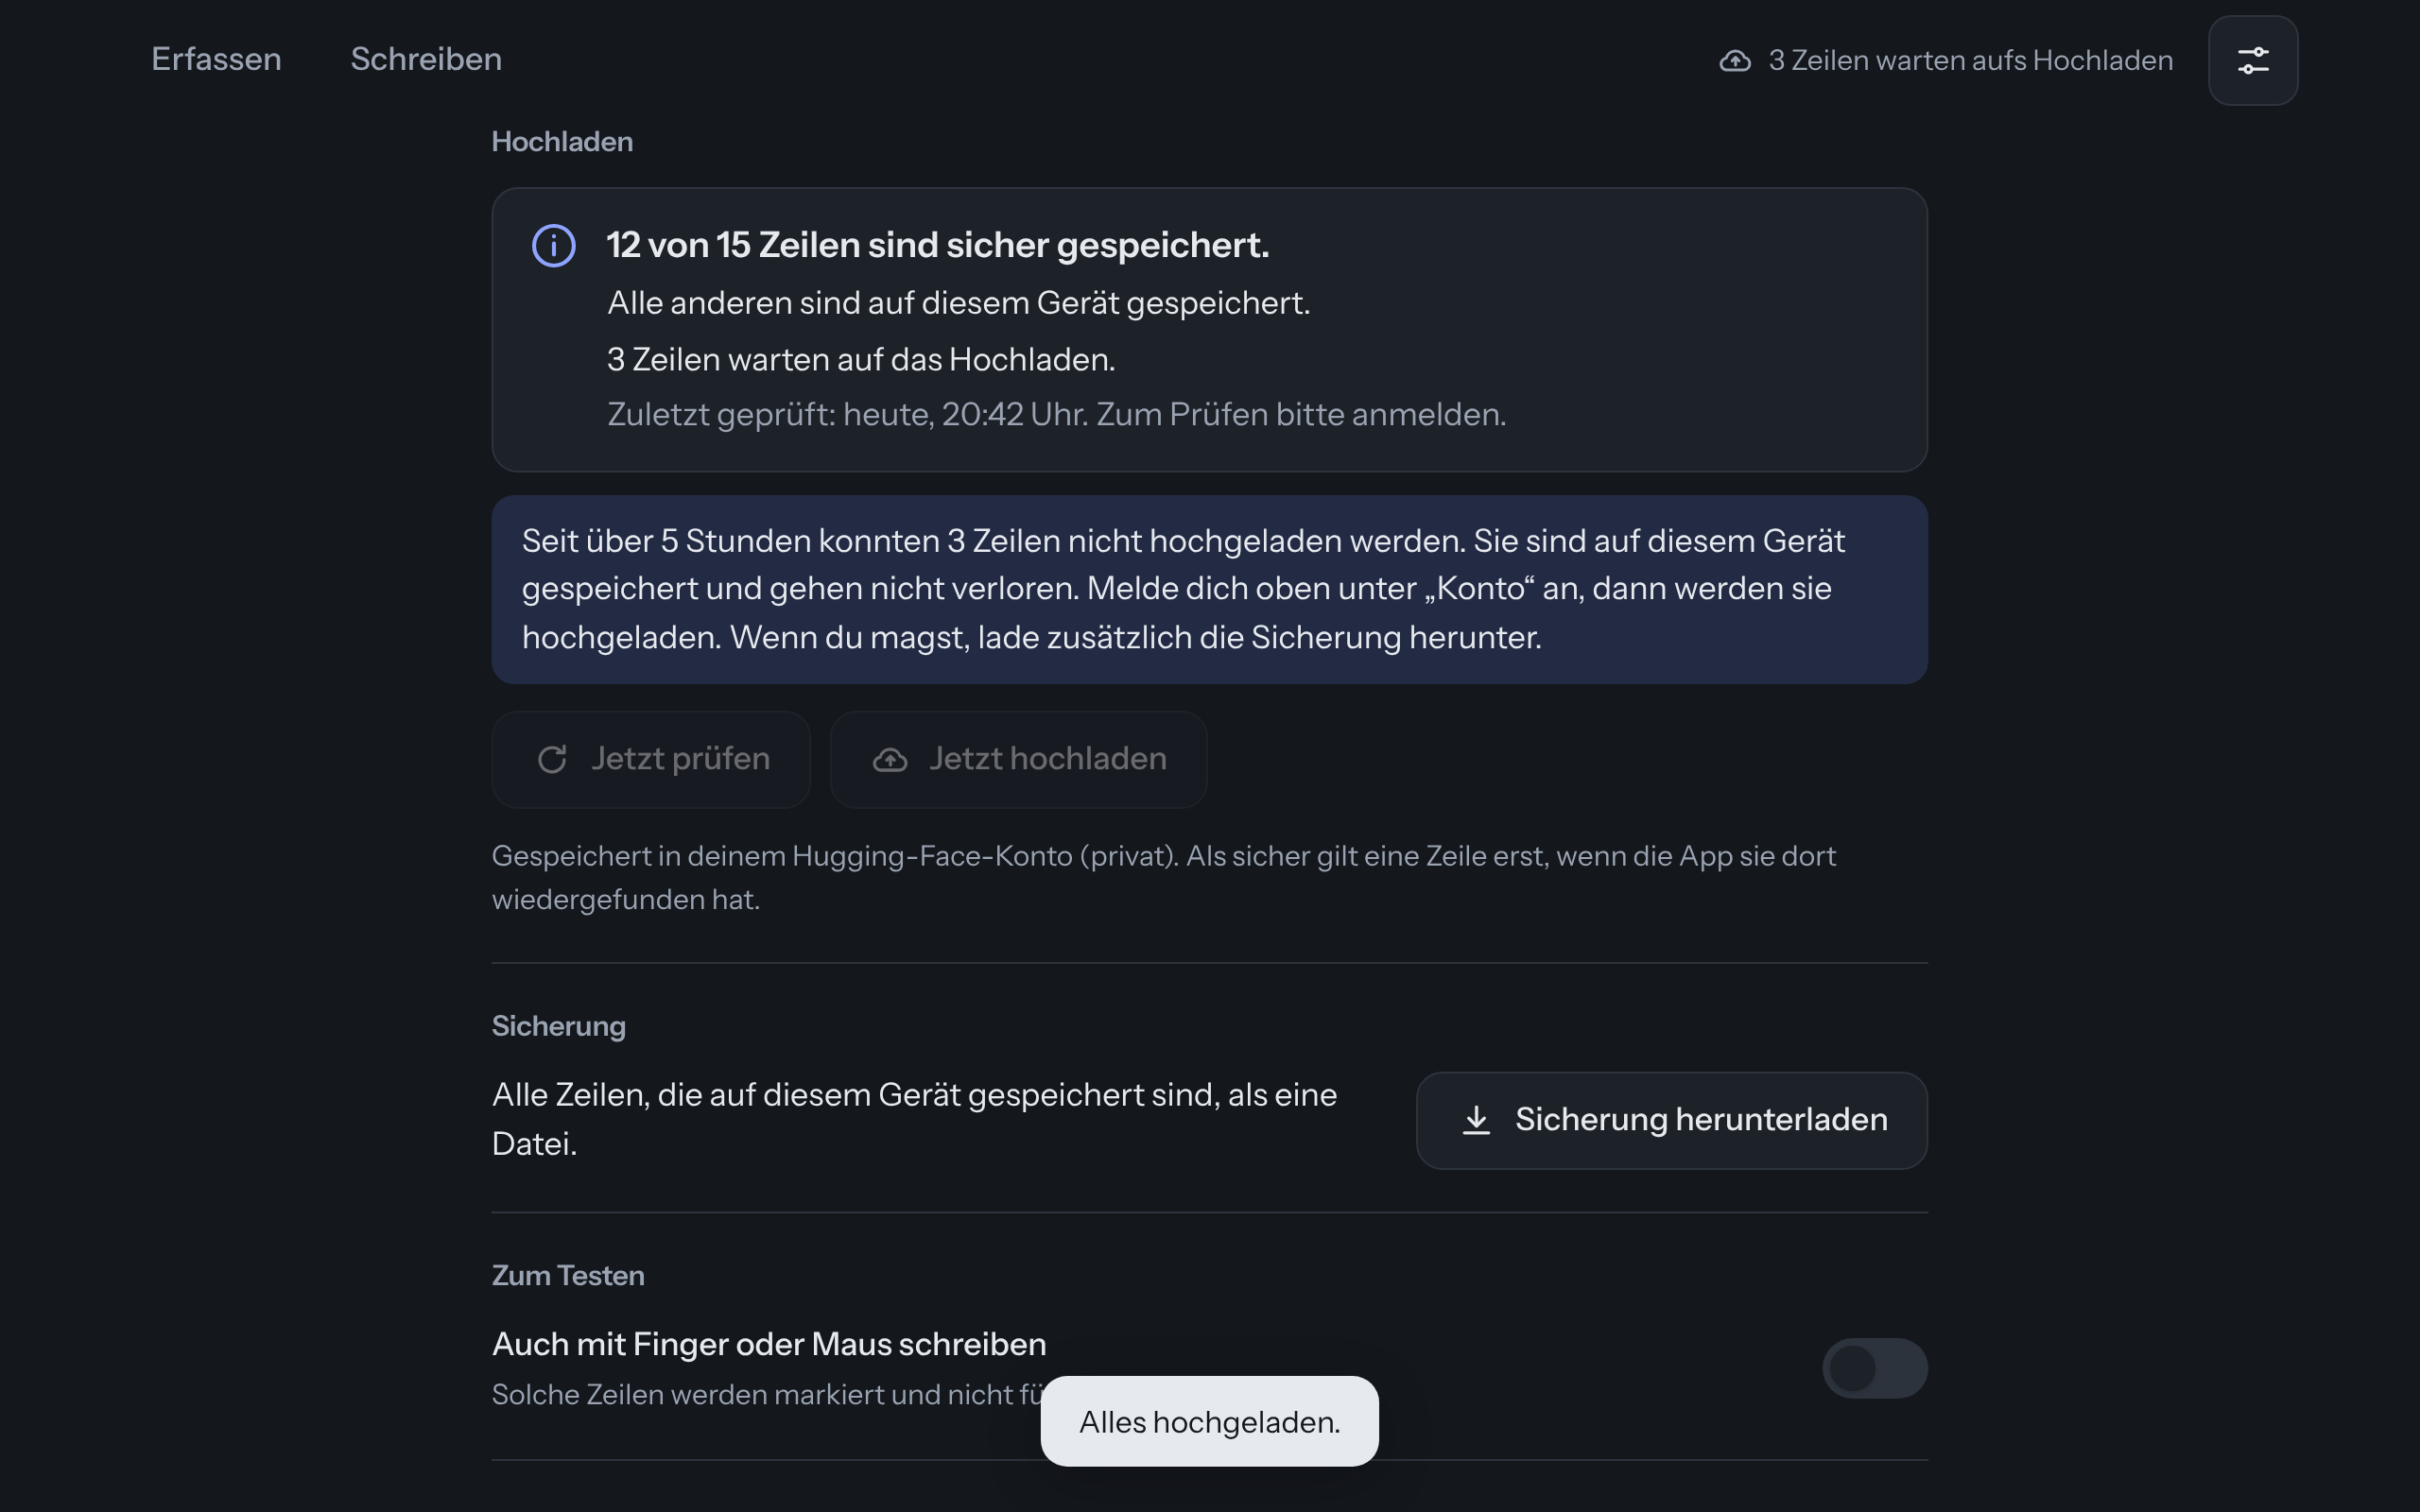 Erfassen Schreiben 3 Zeilen warten aufs Hochladen
Hochladen
12 von 15 Zeilen sind sicher gespeichert.
Alle anderen sind auf diesem Gerät gespeichert.
3 Zeilen warten auf das Hochladen.
Zuletzt geprüft: heute, 20:42 Uhr. Zum Prüfen bitte anmelden.
Seit über 5 Stunden konnten 3 Zeilen nicht hochgeladen werden. Sie sind auf diesem Gerät
gespeichert und gehen nicht verloren. Melde dich oben unter „Konto“ an, dann werden sie
hochgeladen. Wenn du magst, lade zusätzlich die Sicherung herunter.
Jetzt prüfen Jetzt hochladen
Gespeichert in deinem Hugging-Face-Konto (privat). Als sicher gilt eine Zeile erst, wenn die App sie dort
wiedergefunden hat.
Sicherung
Alle Zeilen, die auf diesem Gerät gespeichert sind, als eine
Datei.
Sicherung herunterladen
Zum Testen
Auch mit Finger oder Maus schreiben
Solche Zeilen werden markiert und nicht
Alles hochgeladen.